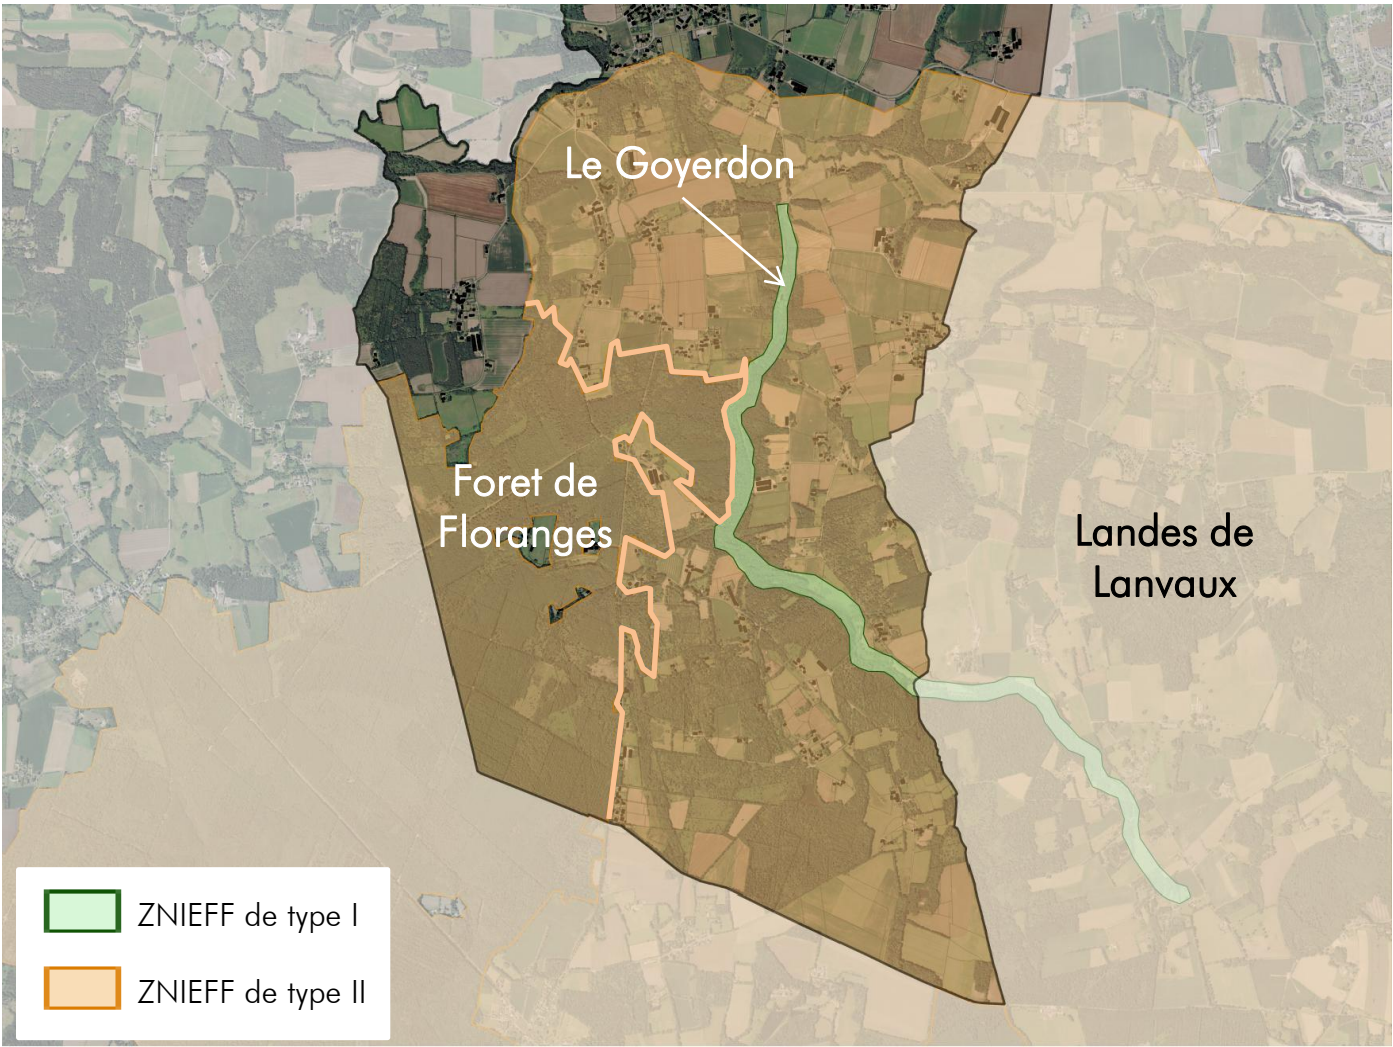 Le Goyerdon
Foret de
Floranges
Landes de
Lanvaux
ZNIEFF de type I
ZNIEFF de type II